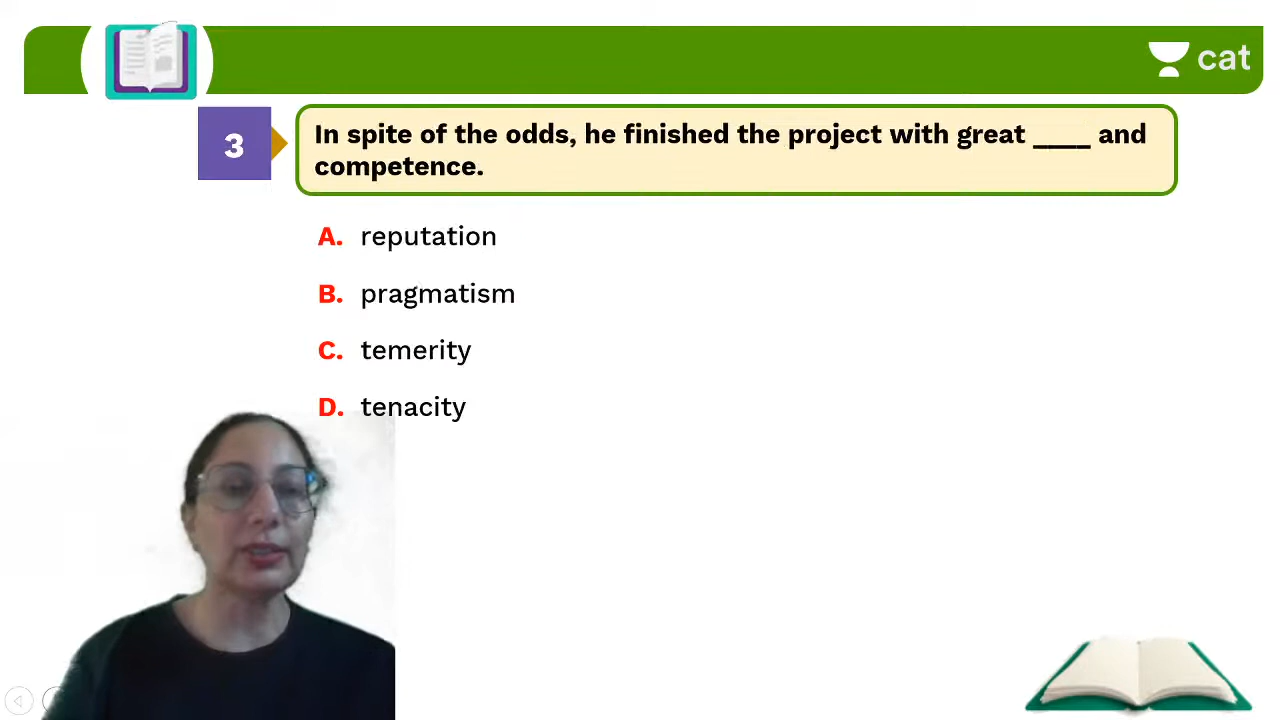 cat
3
In spite of the odds, he finished the project with great ____ and
competence.
A. reputation
B. pragmatism
C. temerity
D. tenacity